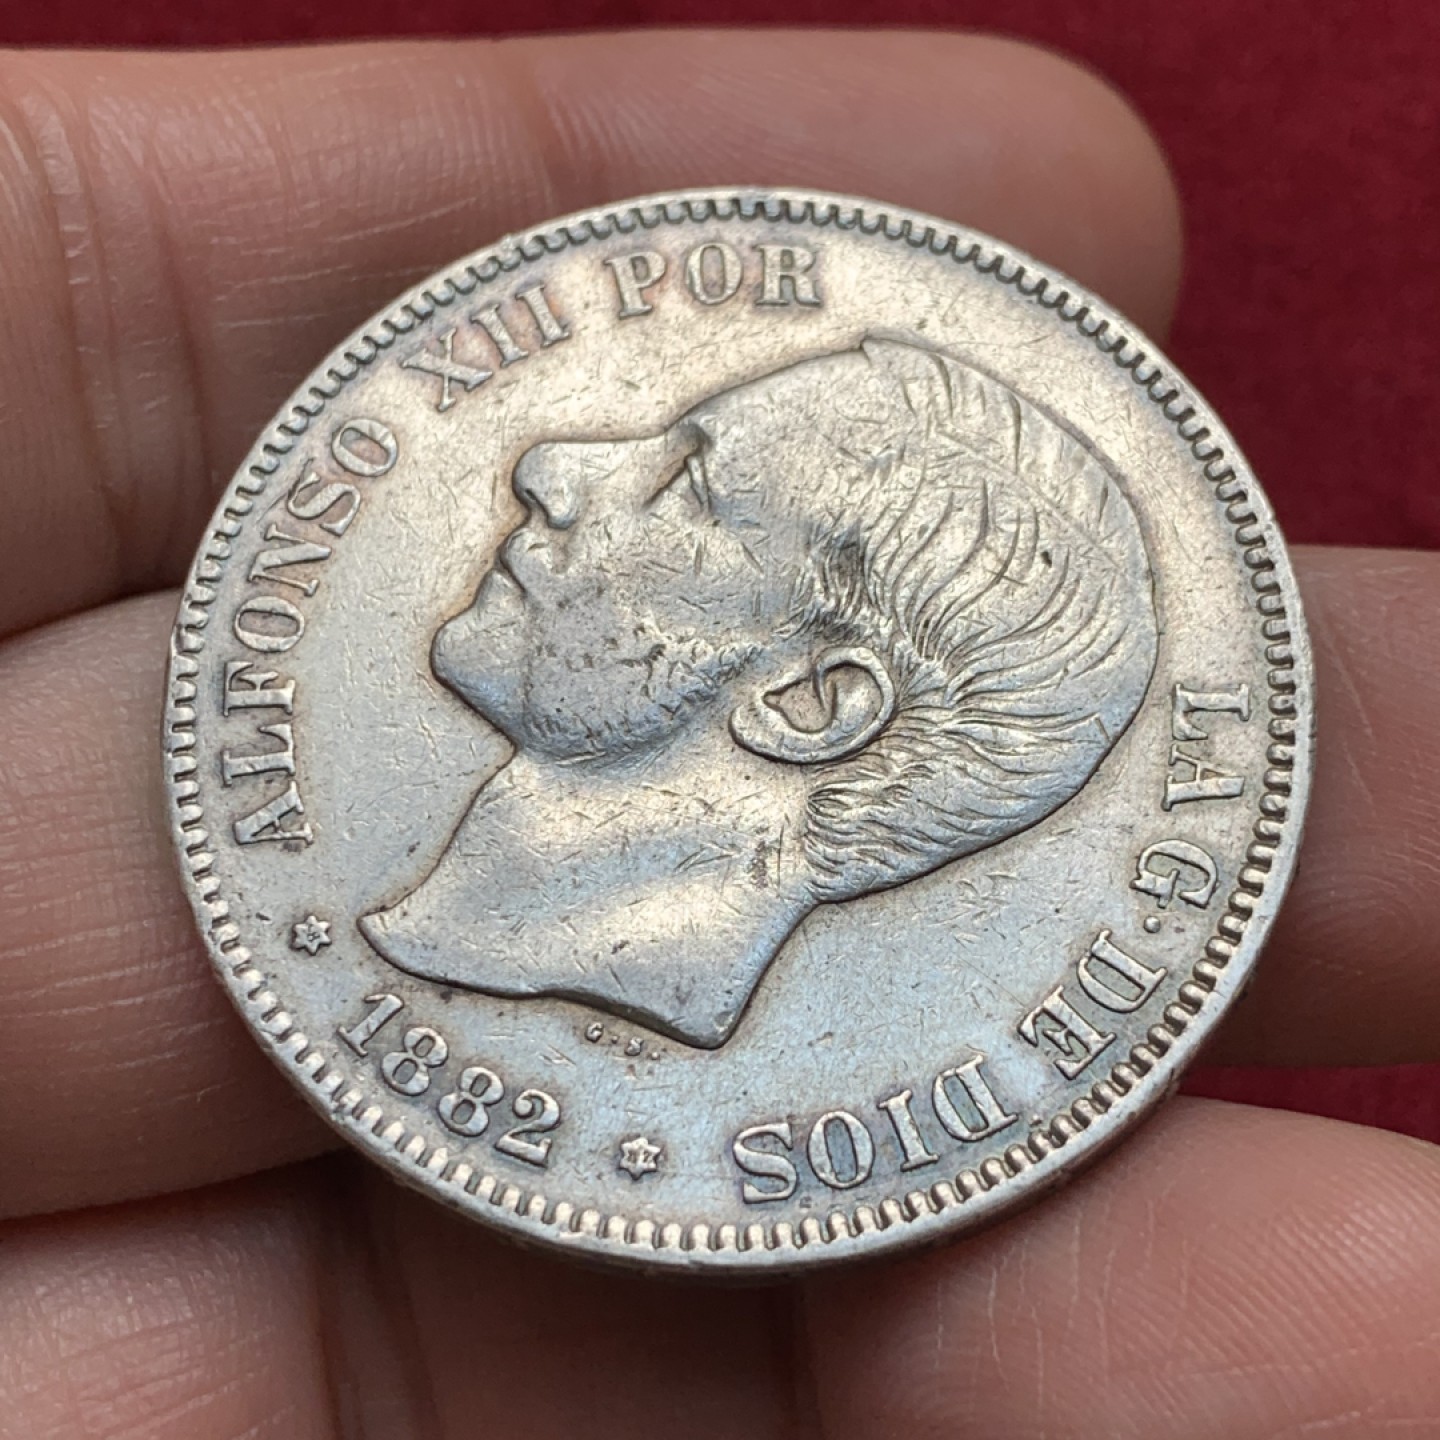 ALFONSO XII POR LA G. DE DIOS
1882
G. S.